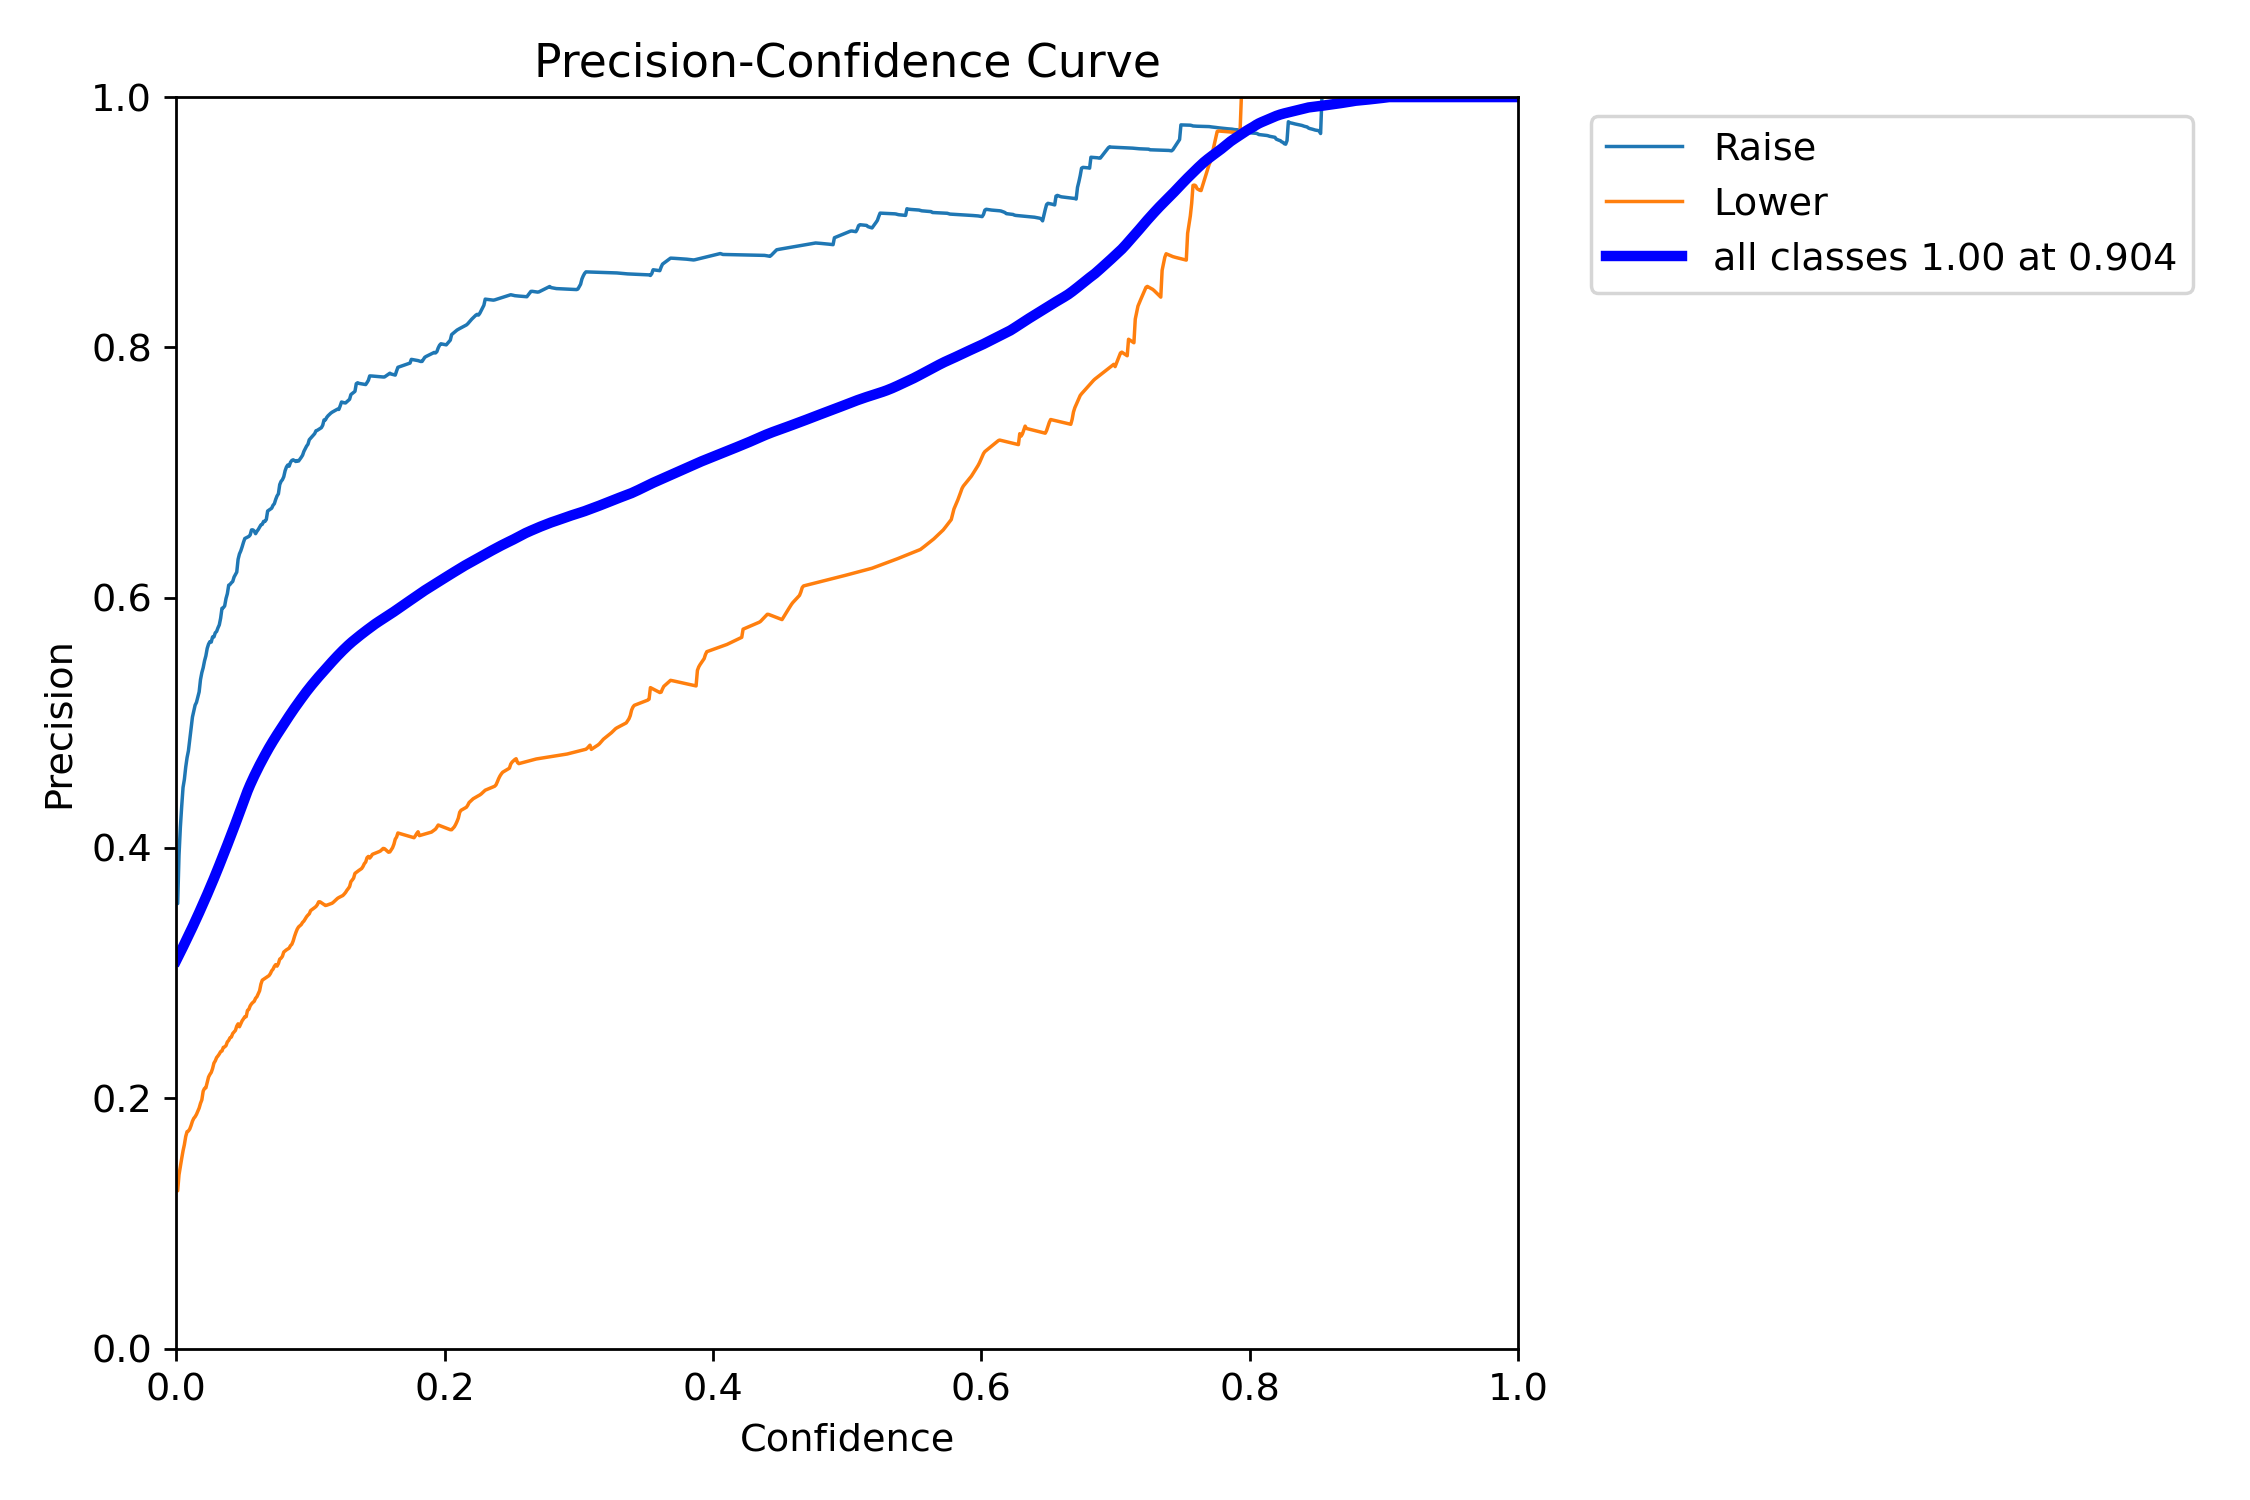 Precision-Confidence Curve
1.0
0.8
0.6
0.4
0.2
0.0
Precision
0.0 0.2 0.4 0.6 0.8 1.0
Confidence
Raise
Lower
all classes 1.00 at 0.904